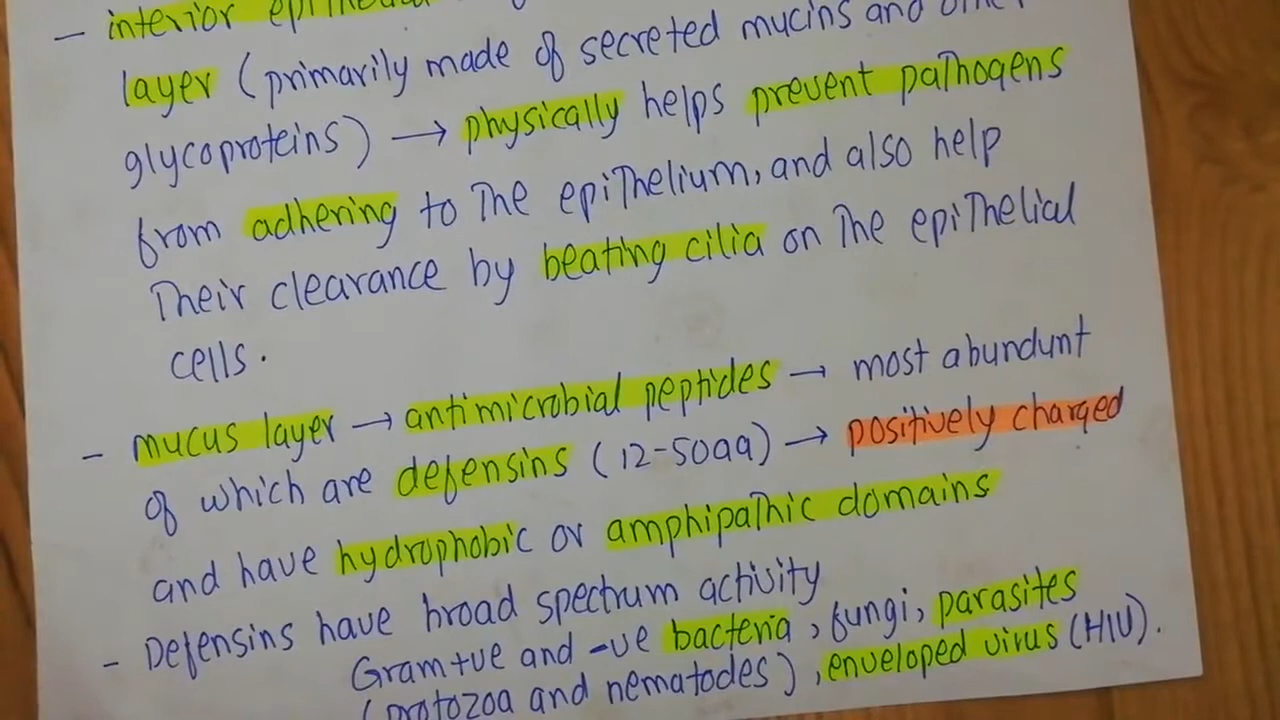 - interior
layer (primarily made of secreted mucins and
glycoproteins) → physically helps prevent pathogens
from adhering to The epiThelium, and also help
Their clearance by beating cilia on The epiThelial
cells.
- mucus layer → antimicrobial peptides → most abundunt
of which are defensins (12-50aa) → positively charged
and have hydrophobic or amphipaThic domains
- Defensins have broad spectrum activity
Gram+ve and -ve bacteria, fungi, parasites
(protozoa and nematodes), enveloped virus (HIV).